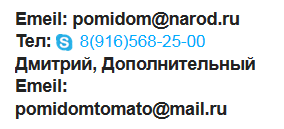 Emeil: pomidom@narod.ru
Тел: 8(916)568-25-00
Дмитрий, Дополнительный
Emeil:
pomidomtomato@mail.ru